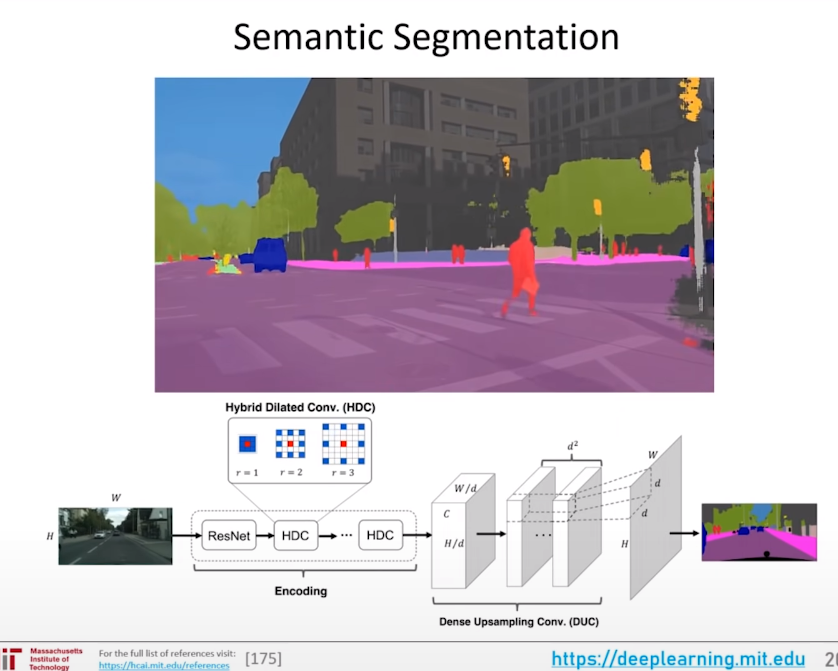 Semantic Segmentation
Hybrid Dilated Conv. (HDC)
r = 1 r = 2 r = 3
d²
W
W/d
d
W
C
d
H
ResNet HDC ··· HDC
H/d
...
H
Encoding
Dense Upsampling Conv. (DUC)
Massachusetts
Institute of
Technology
For the full list of references visit:
https://hcai.mit.edu/references
[175]
https://deeplearning.mit.edu